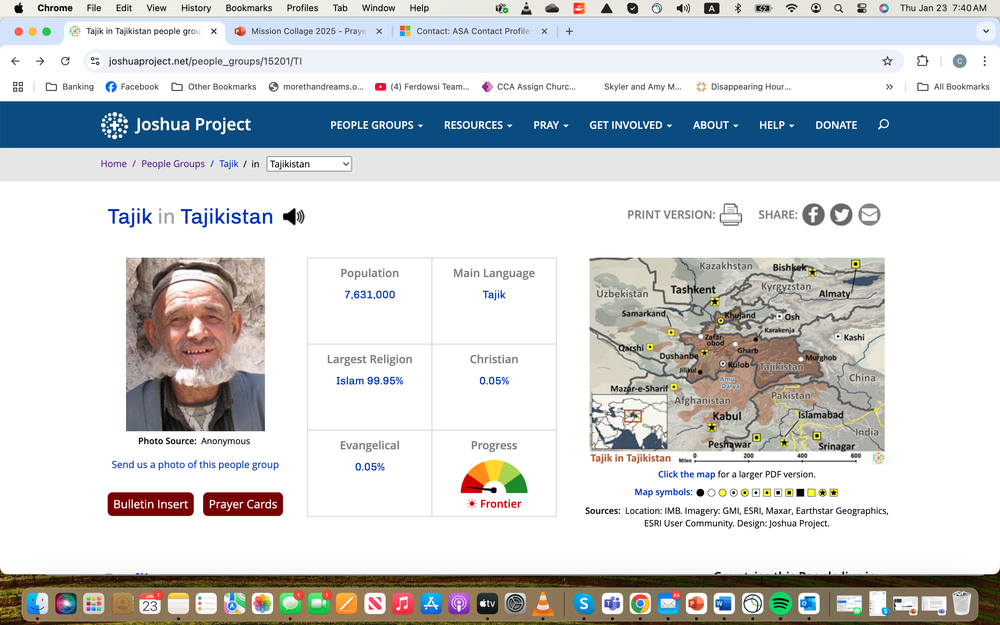 Chrome File Edit View History Bookmarks Profiles Tab Window Help A Thu Jan 23 7:40 AM
Tajik in Tajikistan people grou Mission Collage 2025 - Praye Contact: ASA Contact Profile:
joshuaproject.net/people_groups/15201/TI C
Banking Facebook Other Bookmarks morethandreams.o... (4) Ferdowsi Team... CCA Assign Churc... Skyler and Amy M... Disappearing Hour... All Bookmarks
Joshua Project PEOPLE GROUPS RESOURCES PRAY GET INVOLVED ABOUT HELP DONATE
Home / People Groups / Tajik / in Tajikistan
Tajik in Tajikistan
PRINT VERSION: SHARE:
Population
7,631,000
Main Language
Tajik
Largest Religion
Islam 99.95%
Christian
0.05%
Evangelical
0.05%
Progress
Frontier
Photo Source: Anonymous
Send us a photo of this people group
Bulletin Insert Prayer Cards
Kazakhstan
Bishkek
Kyrgyzstan
Tashkent
Uzbekistan
Almaty
Samarkand
Khujand
Osh
Karakenja
Zafar-
obod
Kashi
Qarshi
Gharb
Dushanbe
Murghob
Kulob
Tajikistan
Jilikul
China
Amu
Darya
Mazar-e-Sharif
Pakistan
Afghanistan
Islamabad
Kabul
India
Peshawar
Srinagar
Tajik in Tajikistan Miles 0 200 400 600
Click the map for a larger PDF version.
Map symbols:
Sources: Location: IMB. Imagery: GMI, ESRI, Maxar, Earthstar Geographics,
ESRI User Community. Design: Joshua Project.
JAN 23 1 1 1 tv 44